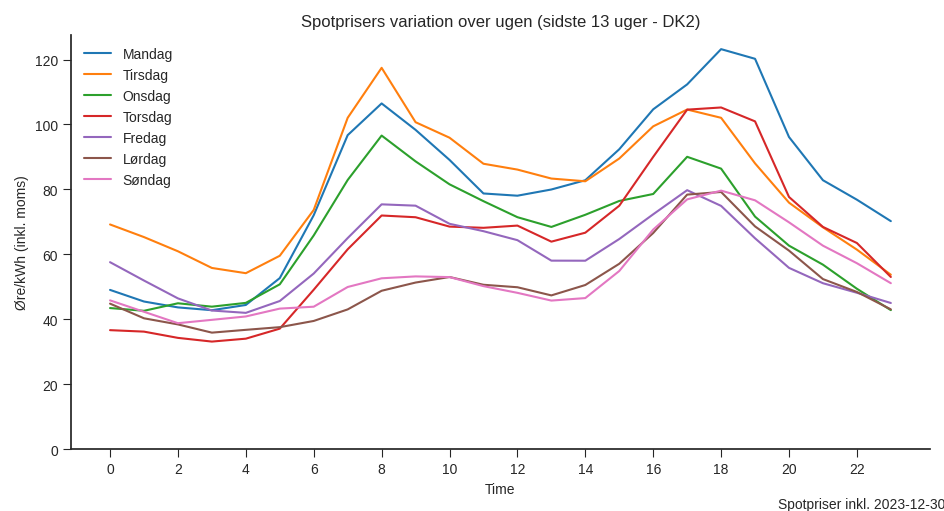 Spotprisers variation over ugen (sidste 13 uger - DK2)
Mandag
Tirsdag
Onsdag
Torsdag
Fredag
Lørdag
Søndag
Øre/kWh (inkl. moms)
120
100
80
60
40
20
0
0 2 4 6 8 10 12 14 16 18 20 22
Time
Spotpriser inkl. 2023-12-30